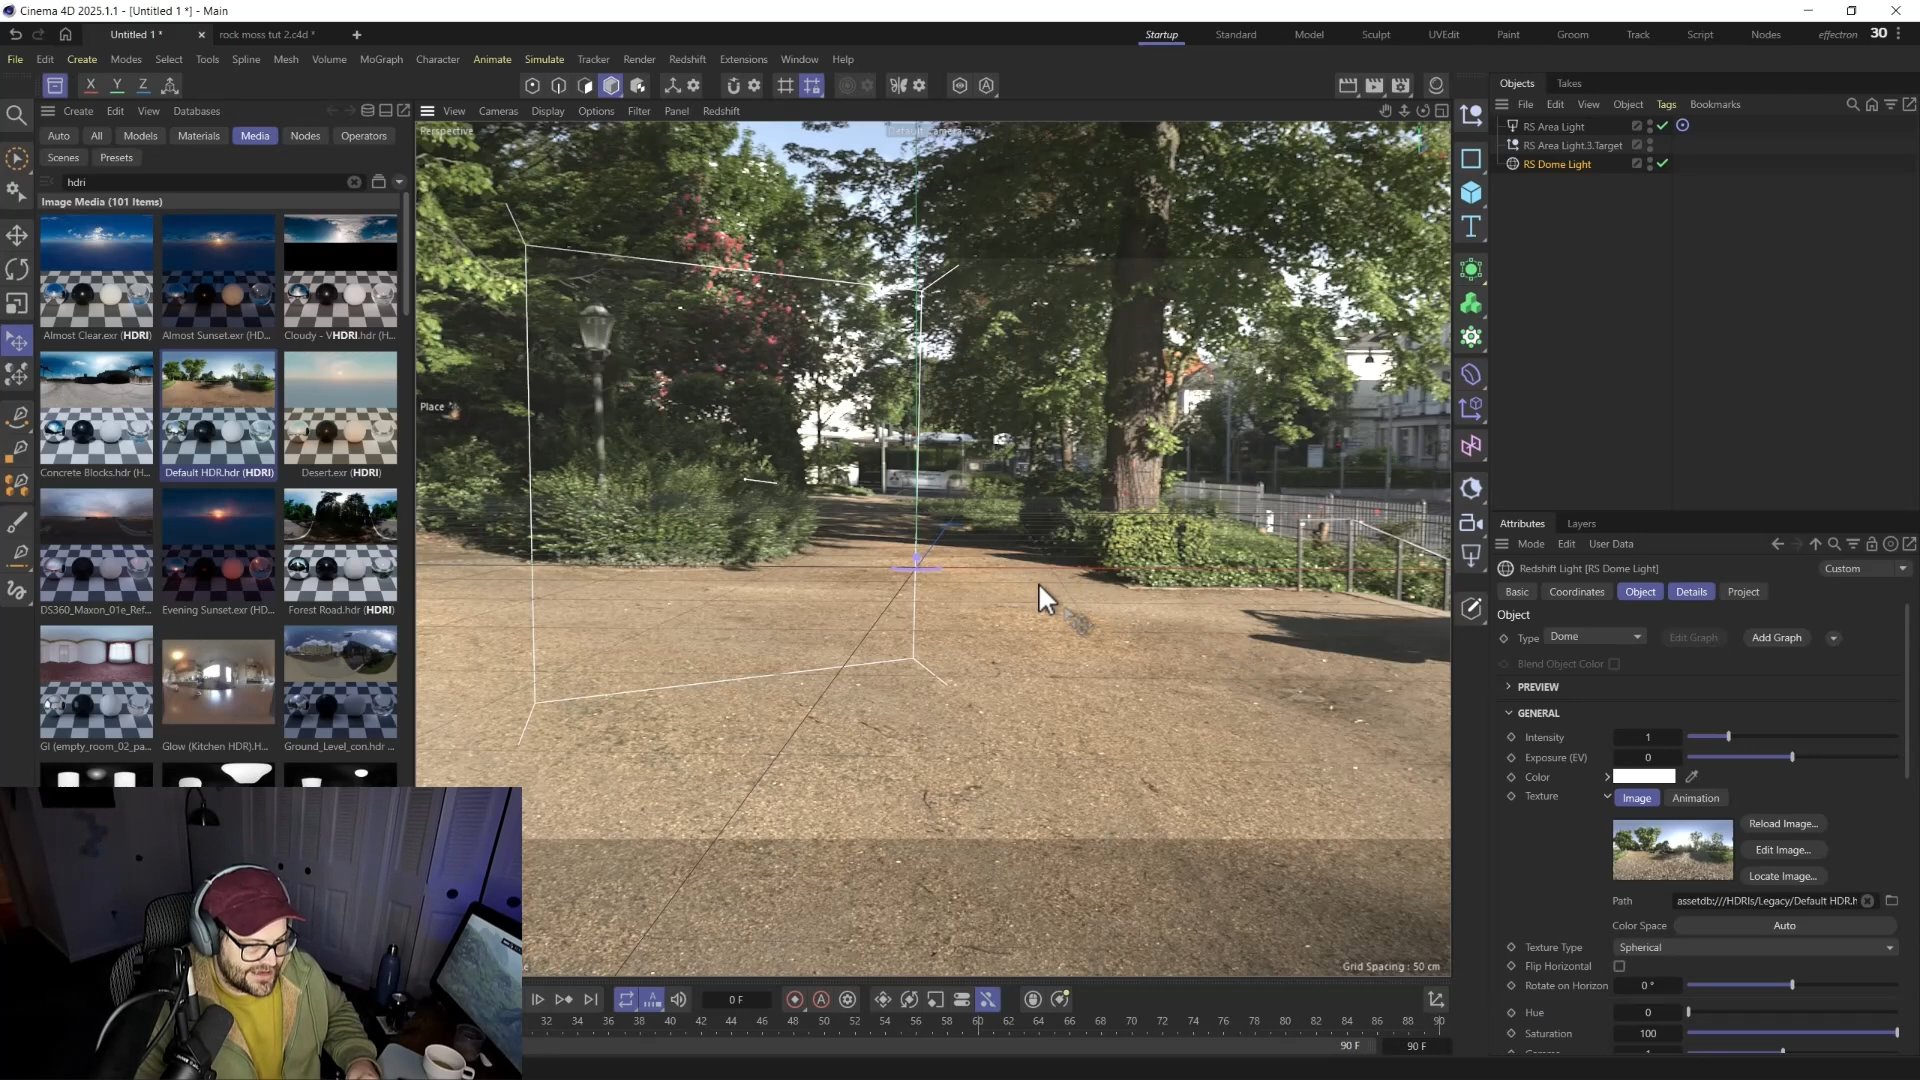 Cinema 4D 2025.1.1 - [Untitled 1 *] - Main
Untitled 1 *
rock moss tut 2.c4d *
Startup
Standard
Model
Sculpt
UVEdit
Paint
Groom
Track
Script
Nodes
effectron
30
File Edit Create Modes Select Tools Spline Mesh Volume MoGraph Character Animate Simulate Tracker Render Redshift Extensions Window Help
X Y Z
Objects Takes
Create Edit View Databases
View Cameras Display Options Filter Panel Redshift
File Edit View Object Tags Bookmarks
Auto All Models Materials Media Nodes Operators
Scenes Presets
hdri
Image Media (101 Items)
Almost Clear.exr (HDRI)
Almost Sunset.exr (HD...
Cloudy - VHDRI.hdr (H...
Concrete Blocks.hdr (H...
Default HDR.hdr (HDRI)
Desert.exr (HDRI)
DS360_Maxon_01e_Ref...
Evening Sunset.exr (HD...
Forest Road.hdr (HDRI)
GI (empty_room_02_pa...
Glow (Kitchen HDR).H...
Ground_Level_con.hdr ...
Perspective
Default Camera
Place
Grid Spacing : 50 cm
RS Area Light
RS Area Light.3.Target
RS Dome Light
Attributes Layers
Mode Edit User Data
Redshift Light [RS Dome Light]
Custom
Basic Coordinates Object Details Project
Object
Type Dome Edit Graph Add Graph
Blend Object Color
PREVIEW
GENERAL
Intensity 1
Exposure (EV) 0
Color
Texture Image Animation
Reload Image...
Edit Image...
Locate Image...
Path assetdb:///HDRIs/Legacy/Default HDR.h
Color Space Auto
Texture Type Spherical
Flip Horizontal
Rotate on Horizon 0 °
Hue 0
Saturation 100
0 F
32 34 36 38 40 42 44 46 48 50 52 54 56 58 60 62 64 66 68 70 72 74 76 78 80 82 84 86 88 90
90 F
90 F